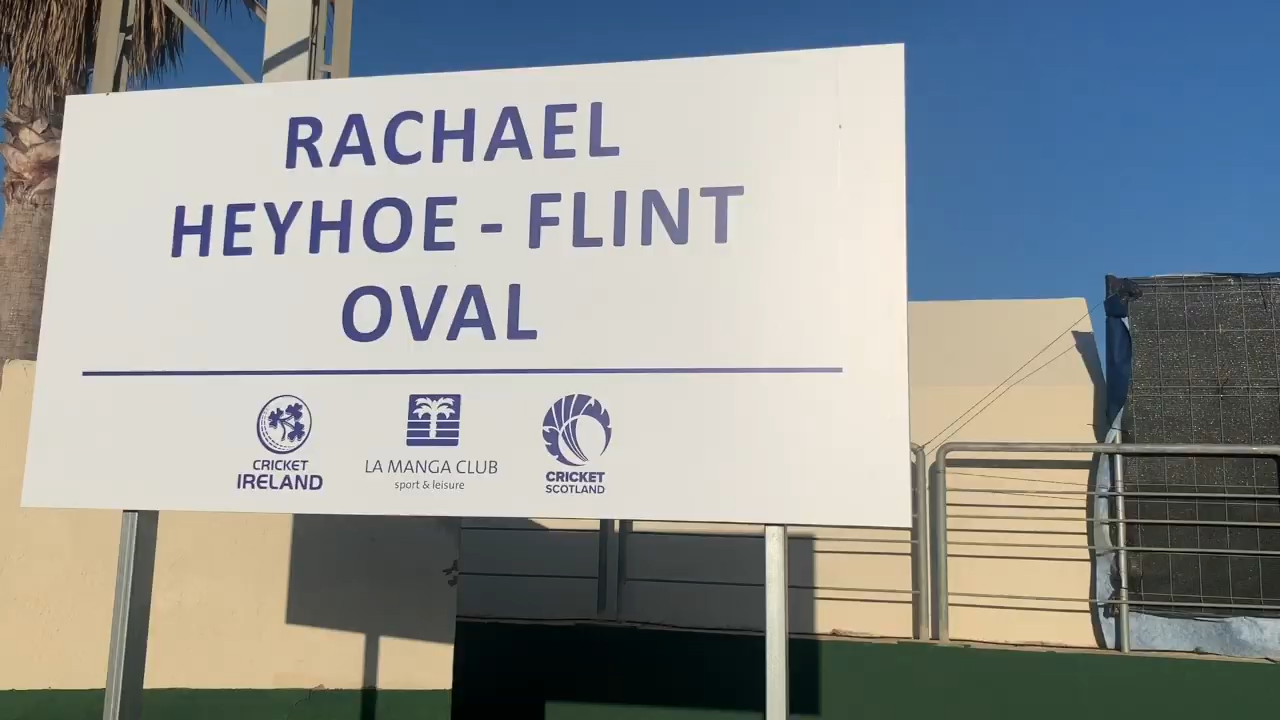 RACHAEL
HEYHOE - FLINT
OVAL
CRICKET
IRELAND
LA MANGA CLUB
sport & leisure
CRICKET
SCOTLAND